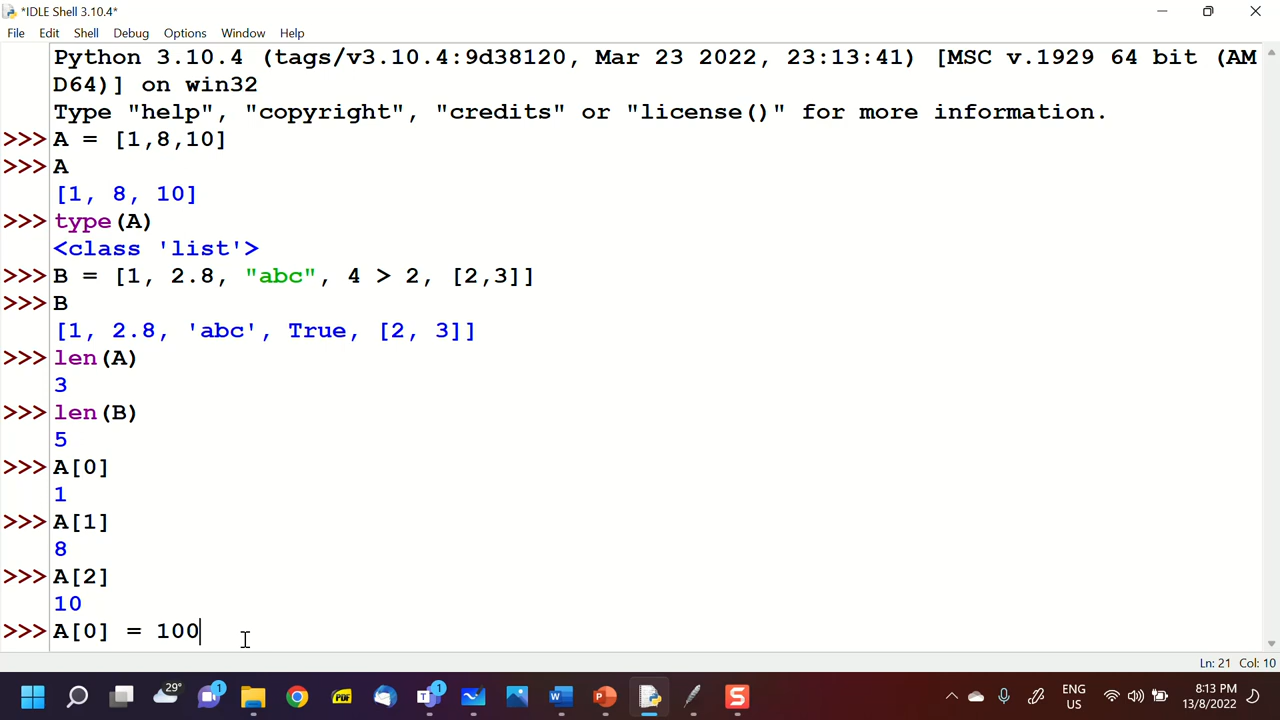 *IDLE Shell 3.10.4*
File Edit Shell Debug Options Window Help
Python 3.10.4 (tags/v3.10.4:9d38120, Mar 23 2022, 23:13:41) [MSC v.1929 64 bit (AM
D64)] on win32
Type "help", "copyright", "credits" or "license()" for more information.
>>> A = [1,8,10]
>>> A
[1, 8, 10]
>>> type(A)
<class 'list'>
>>> B = [1, 2.8, "abc", 4 > 2, [2,3]]
>>> B
[1, 2.8, 'abc', True, [2, 3]]
>>> len(A)
3
>>> len(B)
5
>>> A[0]
1
>>> A[1]
8
>>> A[2]
10
>>> A[0] = 100
Ln: 21 Col: 10
29°
1
PDF
T
1
W
P
S
ENG
US
8:13 PM
13/8/2022